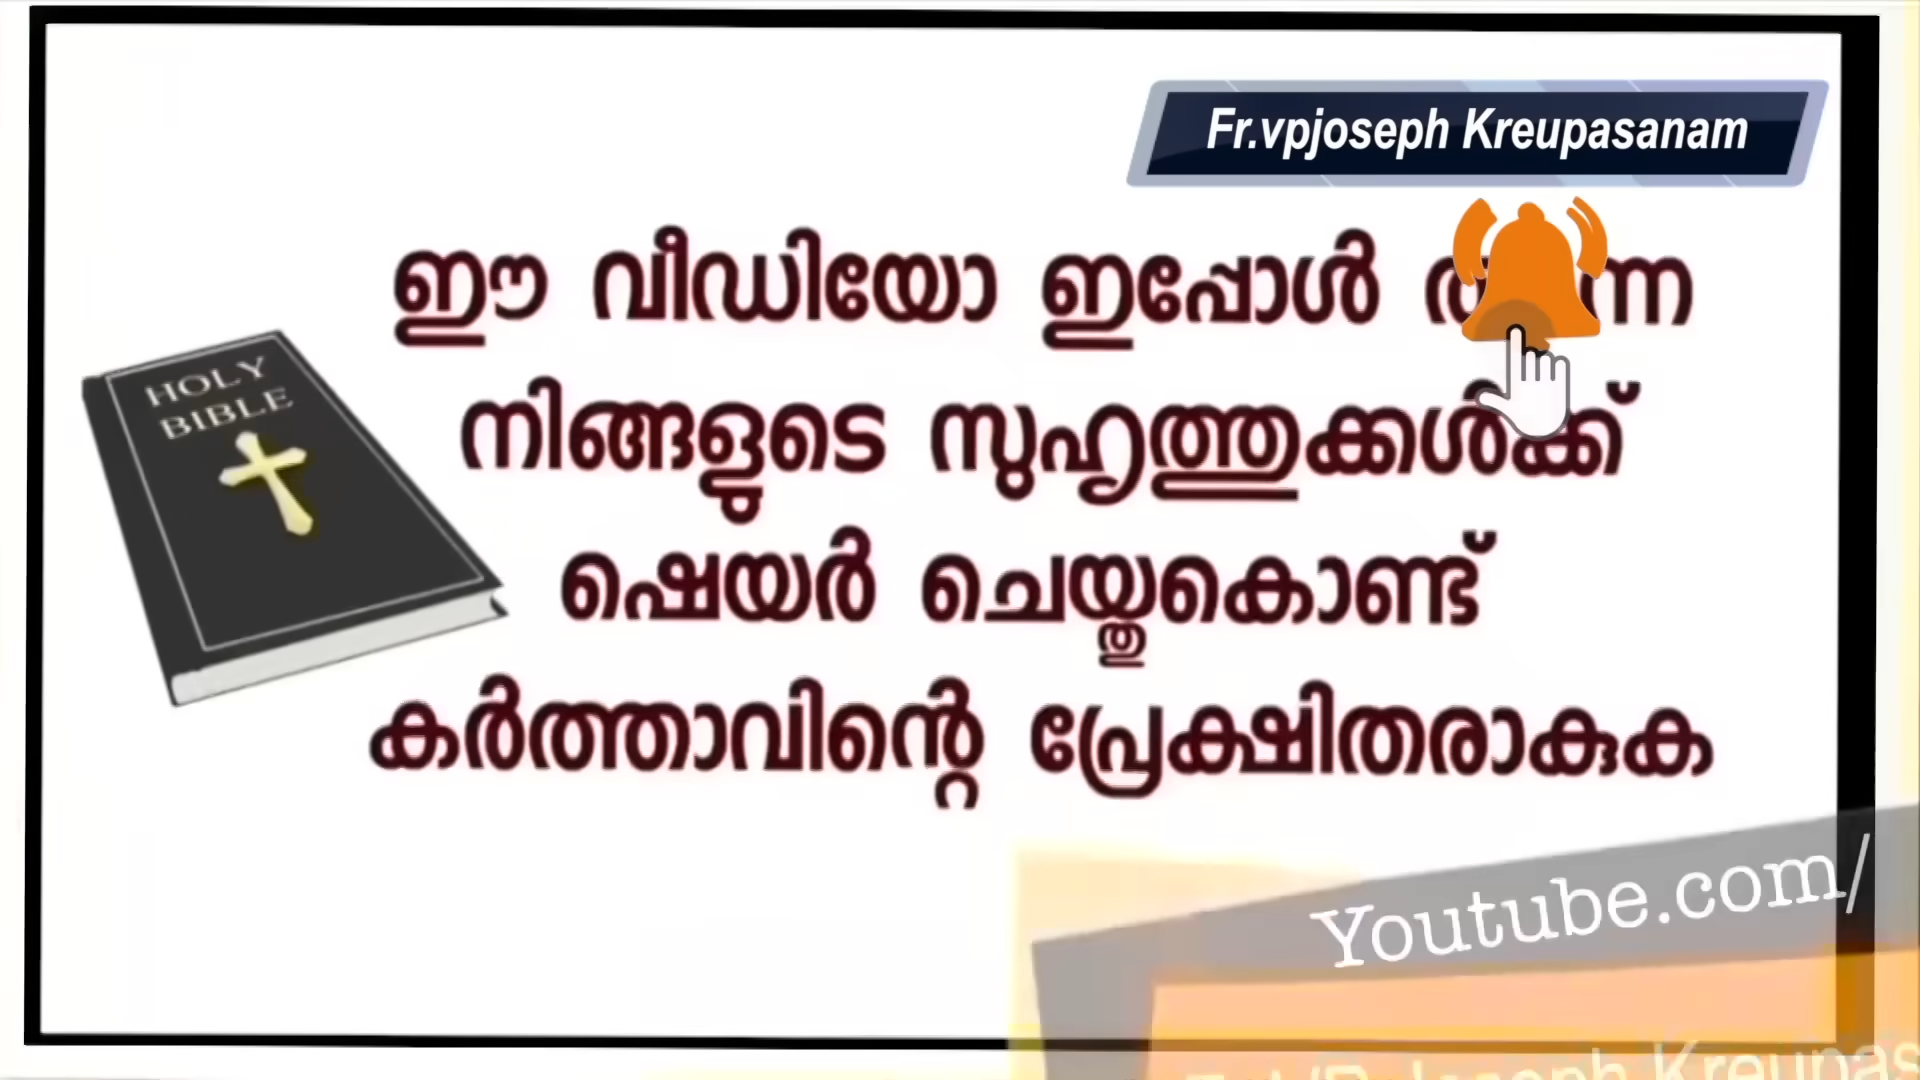 Fr.vpjoseph Kreupasanam
ഈ വീഡിയോ ഇപ്പോൾ
നിങ്ങളുടെ സുഹൃത്തുക്കൾക്ക്
ഷെയർ ചെയ്തുകൊണ്ട്
കർത്താവിന്റെ പ്രേക്ഷിതരാകുക
HOLY
BIBLE
Youtube.com/